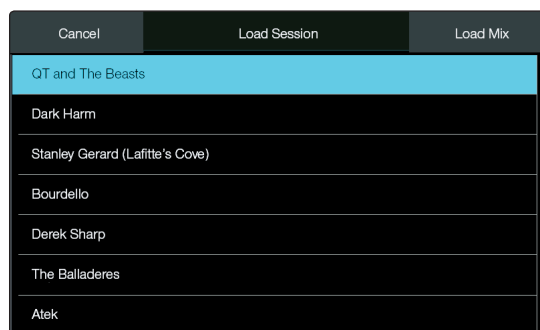 Cancel Load Session Load Mix
QT and The Beasts
Dark Harm
Stanley Gerard (Lafitte's Cove)
Bourdello
Derek Sharp
The Balladeres
Atek